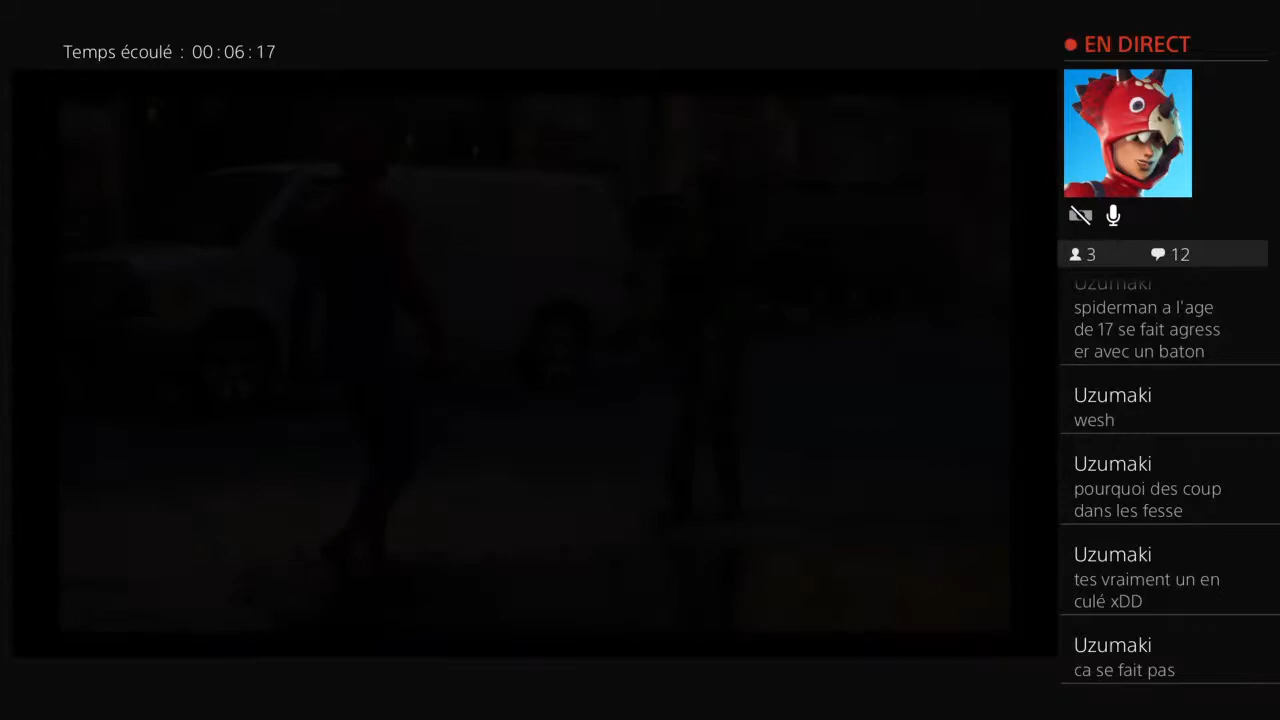 Temps écoulé : 00:06:17
EN DIRECT
3
12
Uzumaki
spiderman a l'age
de 17 se fait agress
er avec un baton
Uzumaki
wesh
Uzumaki
pourquoi des coup
dans les fesse
Uzumaki
tes vraiment un en
culé xDD
Uzumaki
ca se fait pas